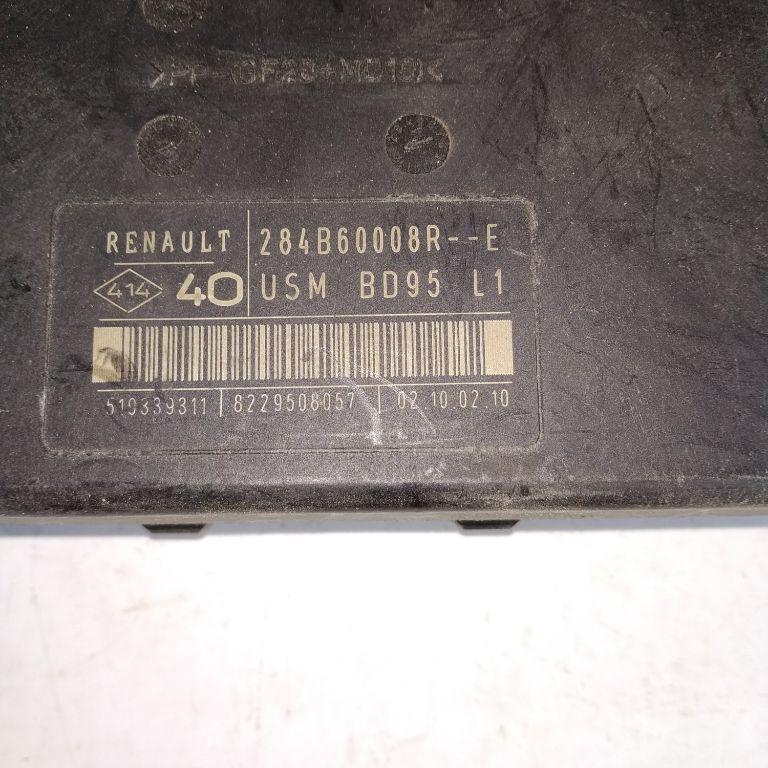 RENAULT 284B60008R--E
414 40 USM BD95 L1
519339311 8229508057 02.10.02.10